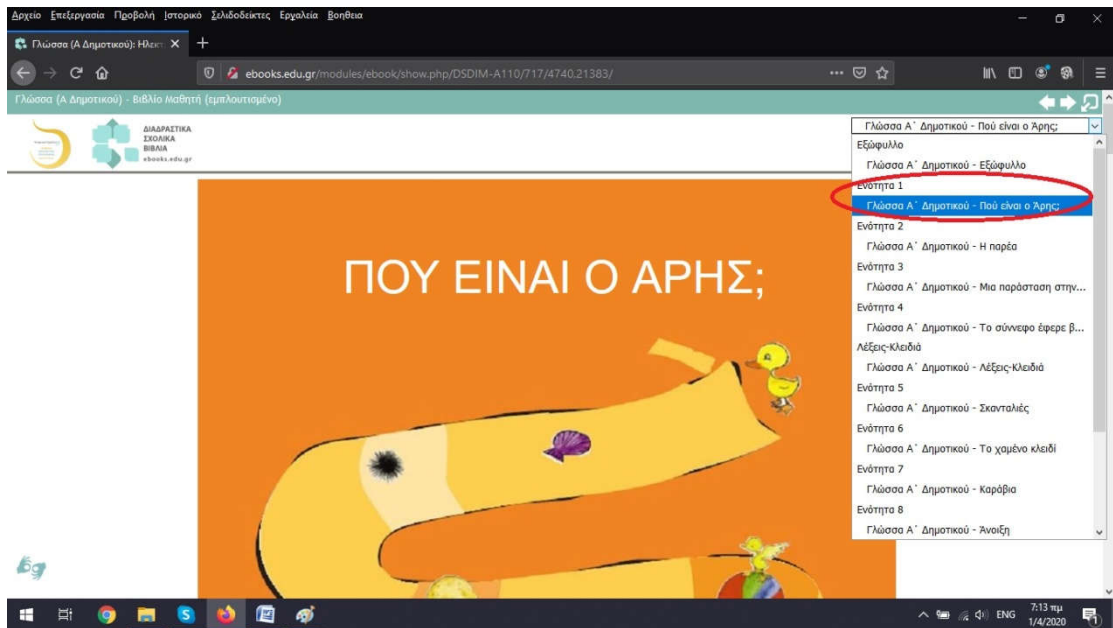 Αρχείο Επεξεργασία Προβολή Ιστορικό Σελιδοδείκτες Εργαλεία Βοήθεια
Γλώσσα (Α Δημοτικού): Ηλεκτ
ebooks.edu.gr/modules/ebook/show.php/DSDIM-A110/717/4740.21383/
Γλώσσα (Α Δημοτικού) - Βιβλίο Μαθητή (εμπλουτισμένο)
ΔΙΑΔΡΑΣΤΙΚΑ
ΣΧΟΛΙΚΑ
ΒΙΒΛΙΑ
ebooks.edu.gr
Γλώσσα Α΄ Δημοτικού - Πού είναι ο Άρης;
Εξώφυλλο
Γλώσσα Α΄ Δημοτικού - Εξώφυλλο
Ενότητα 1
Γλώσσα Α΄ Δημοτικού - Πού είναι ο Άρης;
Ενότητα 2
Γλώσσα Α΄ Δημοτικού - Η παρέα
Ενότητα 3
Γλώσσα Α΄ Δημοτικού - Μια παράσταση στην...
Ενότητα 4
Γλώσσα Α΄ Δημοτικού - Το σύννεφο έφερε β...
Λέξεις-Κλειδιά
Γλώσσα Α΄ Δημοτικού - Λέξεις-Κλειδιά
Ενότητα 5
Γλώσσα Α΄ Δημοτικού - Σκανταλιές
Ενότητα 6
Γλώσσα Α΄ Δημοτικού - Το χαμένο κλειδί
Ενότητα 7
Γλώσσα Α΄ Δημοτικού - Καράβια
Ενότητα 8
Γλώσσα Α΄ Δημοτικού - Άνοιξη
ΠΟΥ ΕΙΝΑΙ Ο ΑΡΗΣ;
ENG
7:13 πμ
1/4/2020